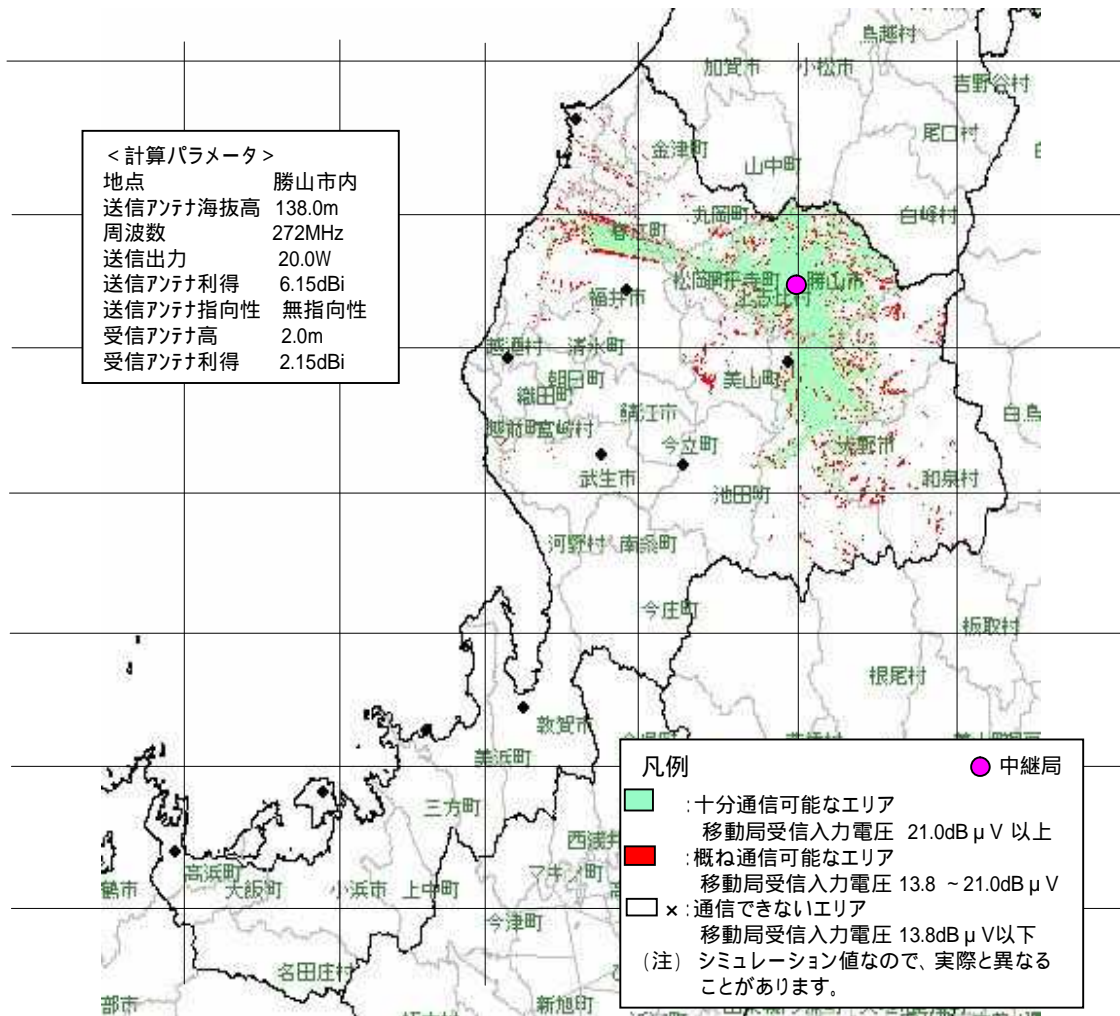 鳥越村
加賀市 小松市
吉野谷村
尾口村
＜計算パラメータ＞
地点 勝山市内
送信アンテナ海抜高 138.0m
周波数 272MHz
送信出力 20.0W
送信アンテナ利得 6.15dBi
送信アンテナ指向性 無指向性
受信アンテナ高 2.0m
受信アンテナ利得 2.15dBi
金津町
山中町
丸岡町
白峰村
春江町
松岡町
勝山市
福井市
上志比村
清水町
朝日町
美山町
織田町
鯖江市
白鳥
宮崎村
今立町
大野市
武生市
和泉村
池田町
河野村 南条町
今庄町
板取村
根尾村
敦賀市
美浜町
三方町
西浅井
マキノ町
高浜町
大飯町 小浜市 上中町
鶴市
今津町
名田庄村
部市
新旭町
凡例
中継局
:十分通信可能なエリア
移動局受信入力電圧 21.0dBμV 以上
:概ね通信可能なエリア
移動局受信入力電圧 13.8 ~21.0dBμV
×:通信できないエリア
移動局受信入力電圧 13.8dBμV以下
(注) シミュレーション値なので、実際と異なる
ことがあります。